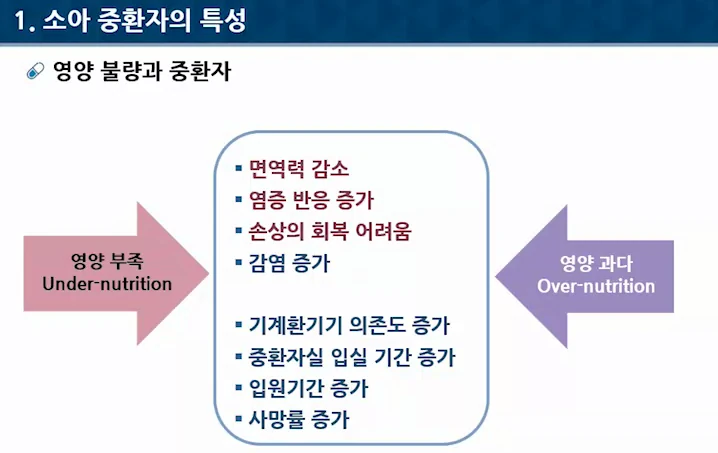 1. 소아 중환자의 특성
영양 불량과 중환자
영양 부족
Under-nutrition
▪ 면역력 감소
▪ 염증 반응 증가
▪ 손상의 회복 어려움
▪ 감염 증가
▪ 기계환기기 의존도 증가
▪ 중환자실 입실 기간 증가
▪ 입원기간 증가
▪ 사망률 증가
영양 과다
Over-nutrition